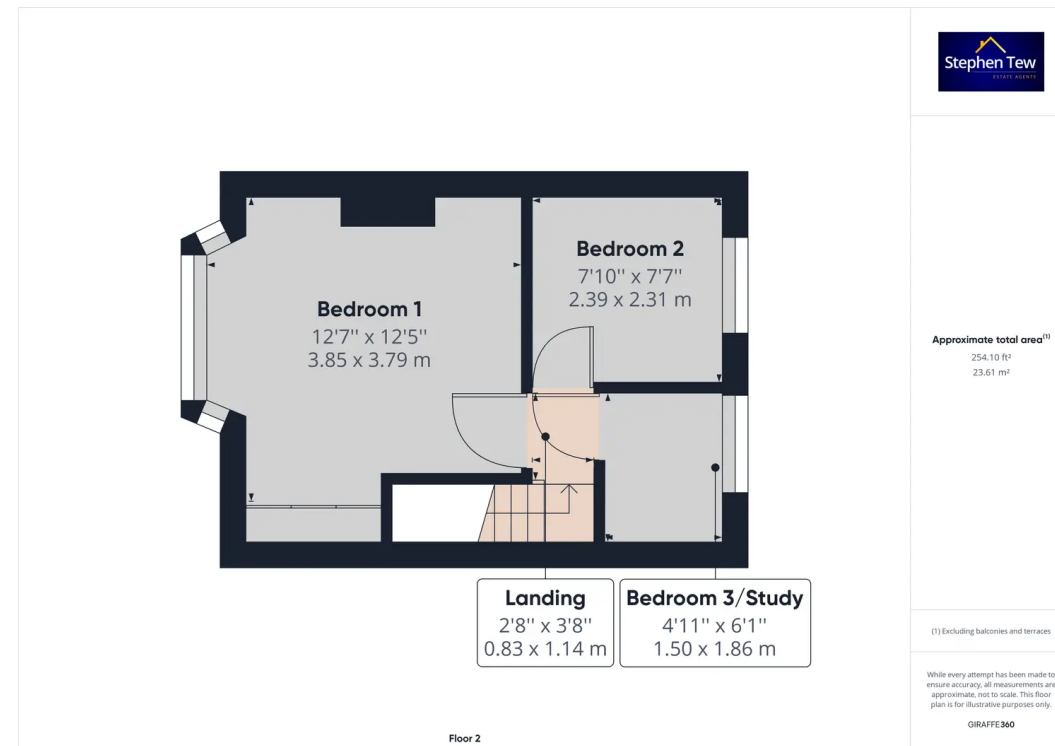 Stephen Tew
ESTATE AGENTS
Bedroom 1
12'7'' x 12'5''
3.85 x 3.79 m
Bedroom 2
7'10'' x 7'7''
2.39 x 2.31 m
Landing
2'8'' x 3'8''
0.83 x 1.14 m
Bedroom 3/Study
4'11'' x 6'1''
1.50 x 1.86 m
Floor 2
Approximate total area(1)
254.10 ft²
23.61 m²
(1) Excluding balconies and terraces
While every attempt has been made to
ensure accuracy, all measurements are
approximate, not to scale. This floor
plan is for illustrative purposes only.
GIRAFFE360